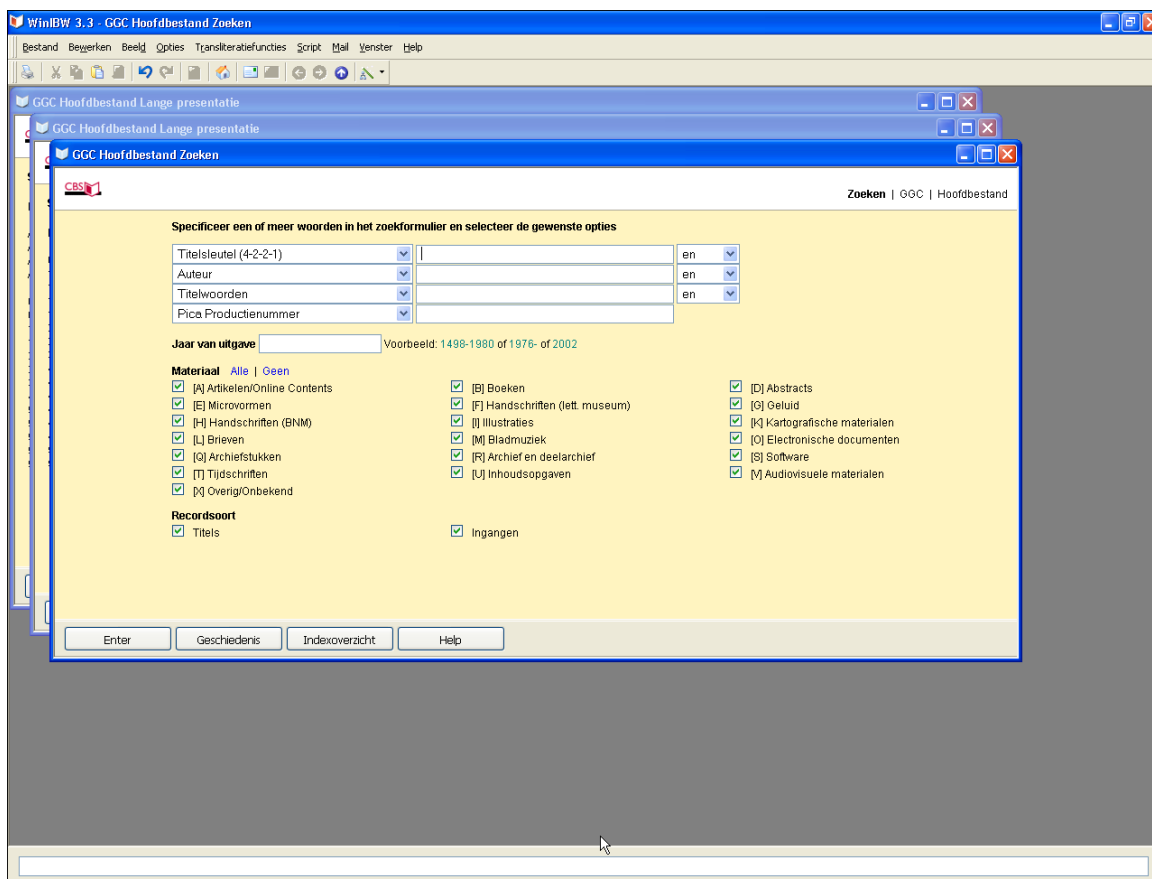 WinIBW 3.3 - GGC Hoofdbestand Zoeken
Bestand Bewerken Beeld Opties Transliteratiefuncties Script Mail Venster Help
GGC Hoofdbestand Lange presentatie
GGC Hoofdbestand Lange presentatie
GGC Hoofdbestand Zoeken
CBS
Zoeken | GGC | Hoofdbestand
Specificeer een of meer woorden in het zoekformulier en selecteer de gewenste opties
Titelsleutel (4-2-2-1) en
Auteur en
Titelwoorden en
Pica Productienummer
Jaar van uitgave Voorbeeld: 1498-1980 of 1976- of 2002
Materiaal Alle | Geen
[A] Artikelen/Online Contents [B] Boeken [D] Abstracts
[E] Microvormen [F] Handschriften (lett. museum) [G] Geluid
[H] Handschriften (BNM) [I] Illustraties [K] Kartografische materialen
[L] Brieven [M] Bladmuziek [O] Electronische documenten
[Q] Archiefstukken [R] Archief en deelarchief [S] Software
[T] Tijdschriften [U] Inhoudsopgaven [V] Audiovisuele materialen
[X] Overig/Onbekend
Recordsoort
Titels Ingangen
Enter Geschiedenis Indexoverzicht Help